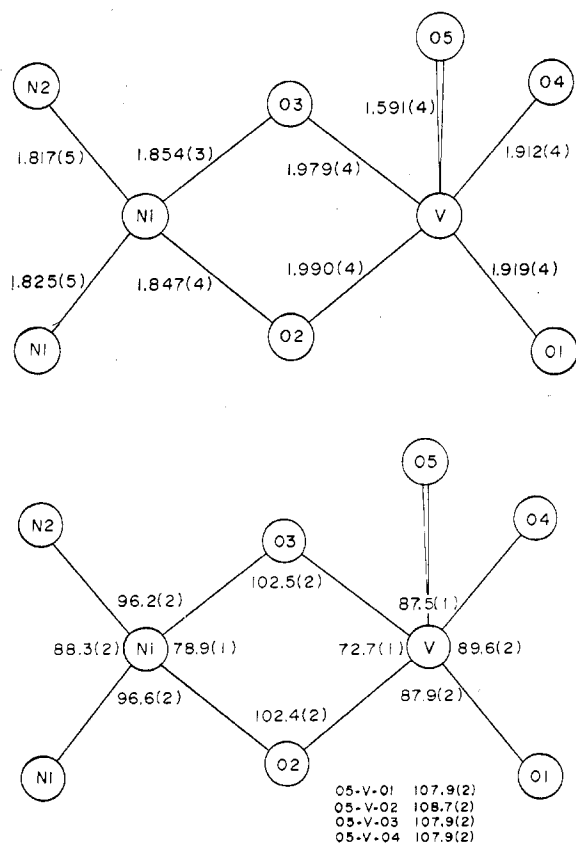 O5
N2
O4
O3
1.591(4)
1.817(5)
1.854(3)
1.979(4)
1.912(4)
Ni
V
1.825(5)
1.847(4)
1.990(4)
1.919(4)
N1
O2
O1
O5
N2
O4
O3
96.2(2)
102.5(2)
87.5(1)
88.3(2)
Ni
78.9(1)
72.7(1)
V
89.6(2)
96.6(2)
102.4(2)
87.9(2)
N1
O2
O1
O5-V-O1 107.9(2)
O5-V-O2 108.7(2)
O5-V-O3 107.9(2)
O5-V-O4 107.9(2)